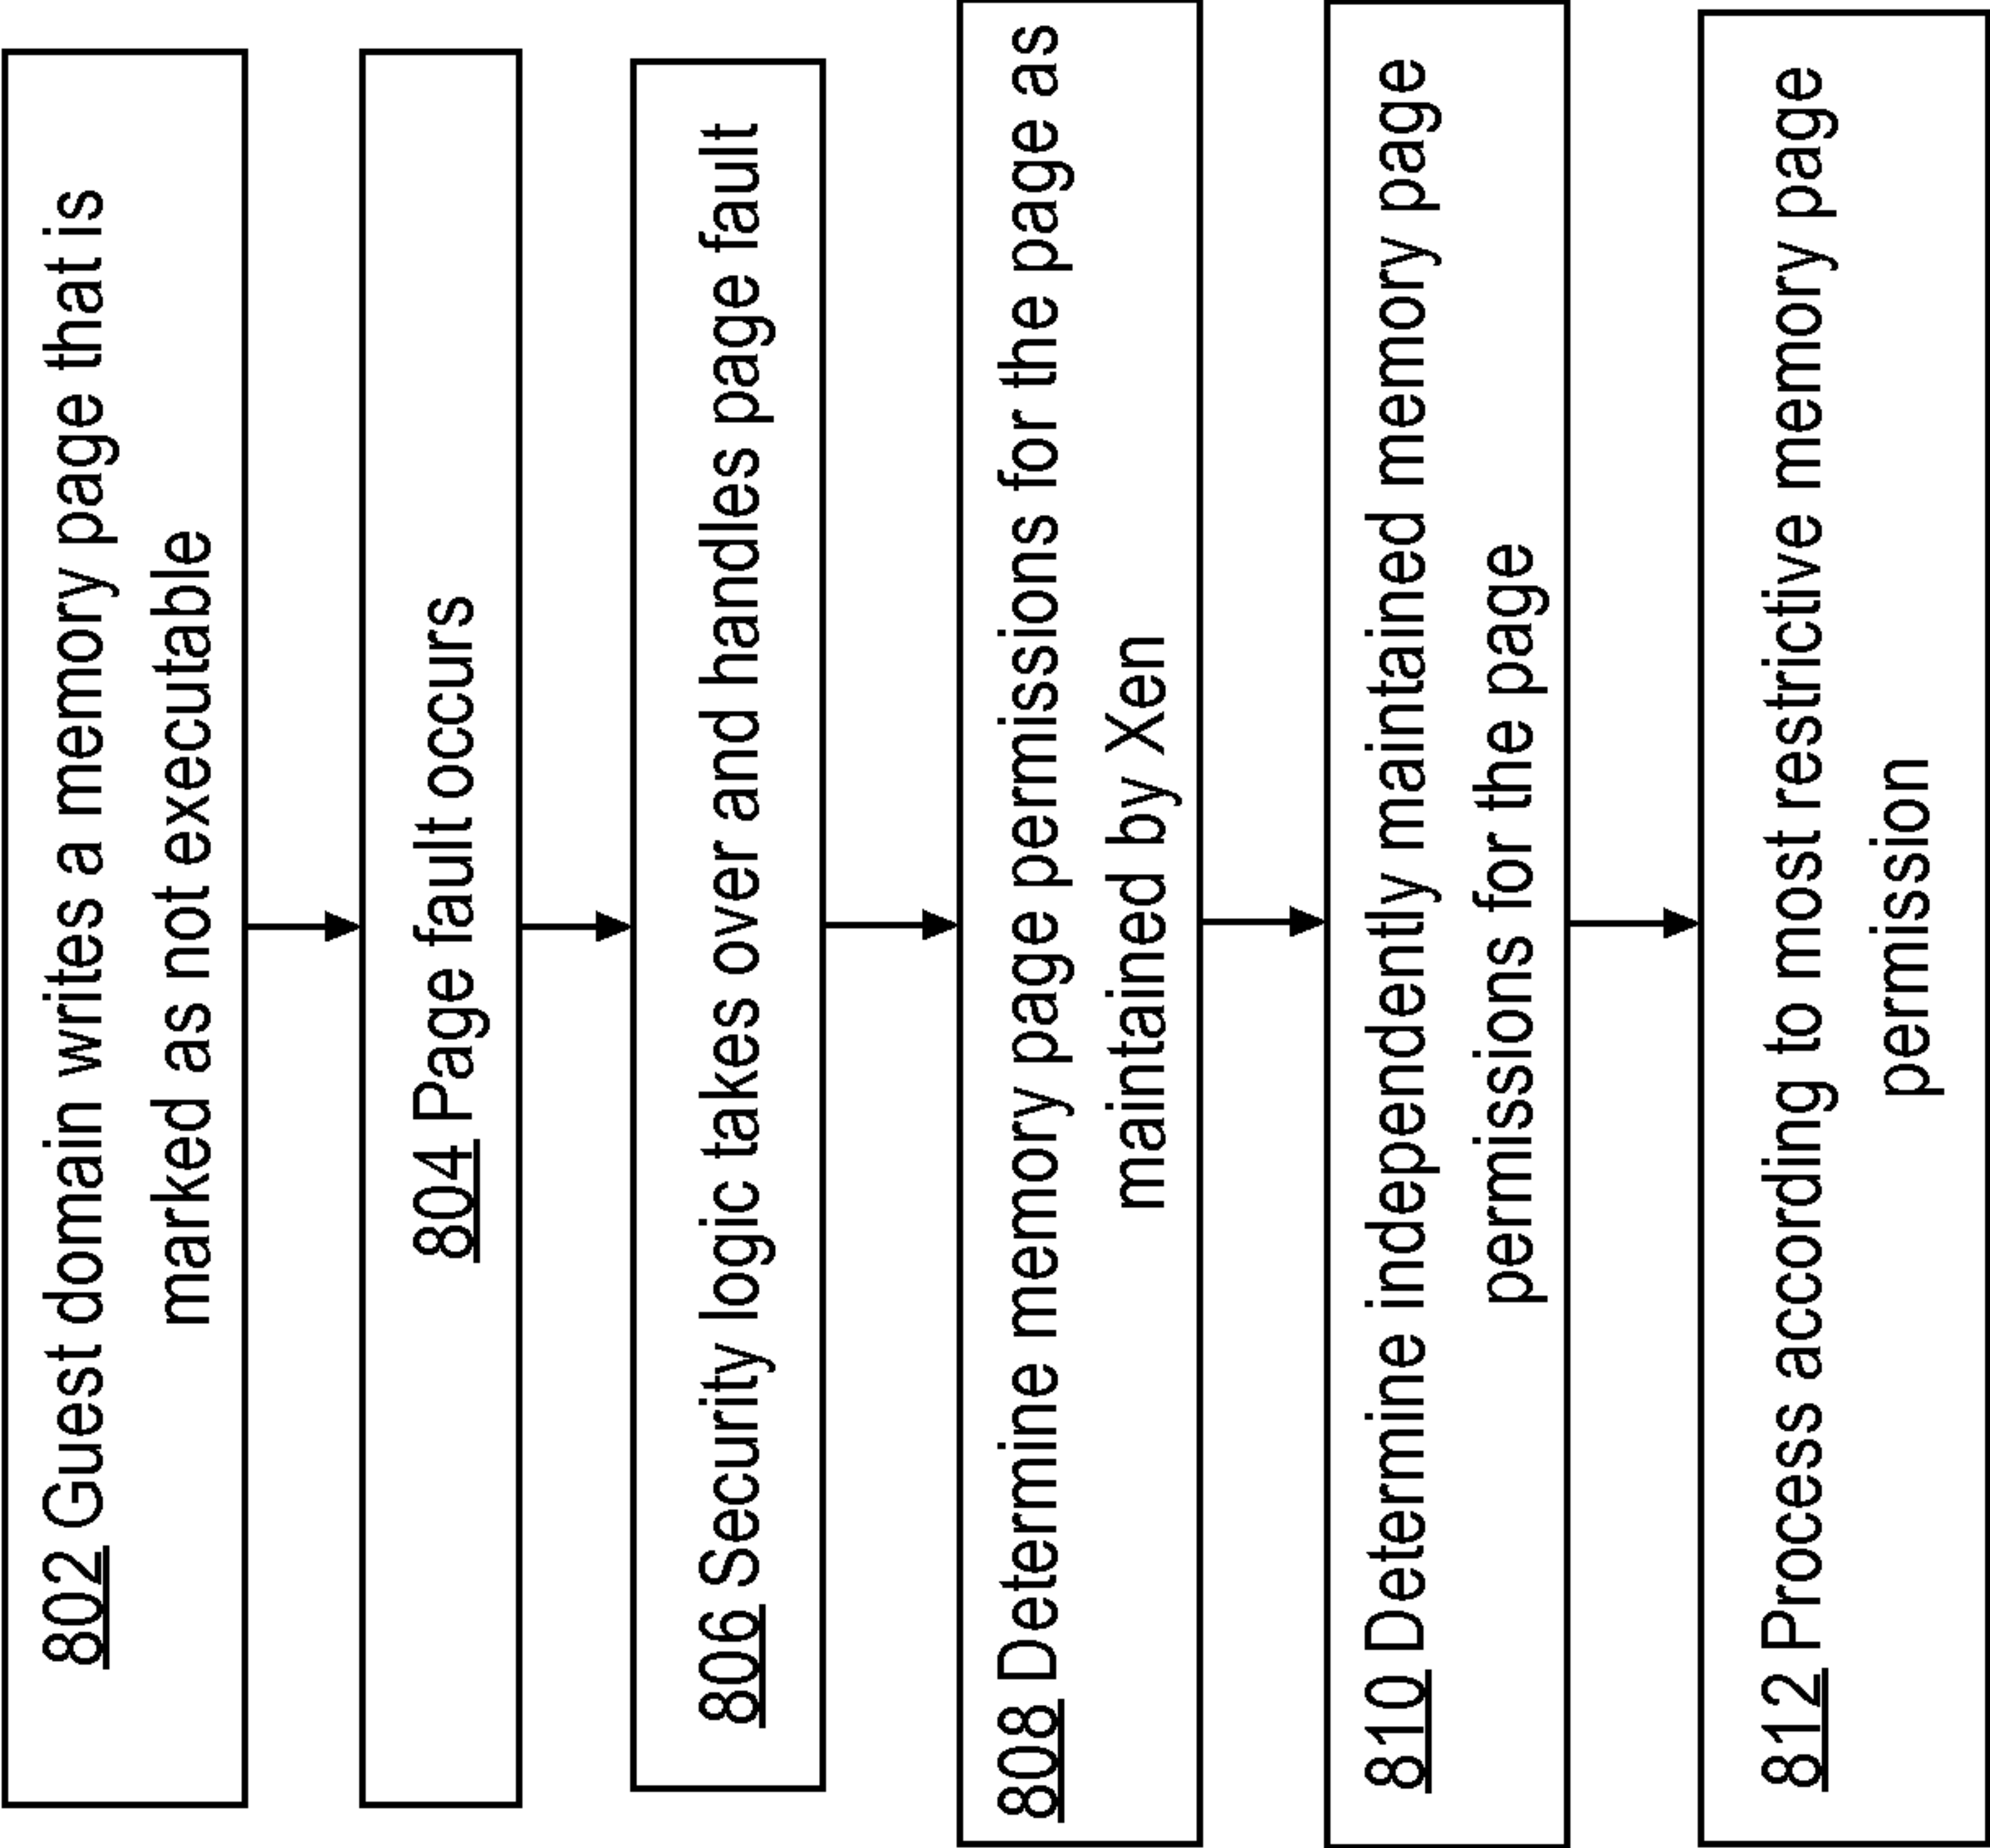 802 Guest domain writes a memory page that is
marked as not executable
804 Page fault occurs
806 Security logic takes over and handles page fault
808 Determine memory page permissions for the page as
maintained by Xen
810 Determine independently maintained memory page
permissions for the page
812 Process according to most restrictive memory page
permission